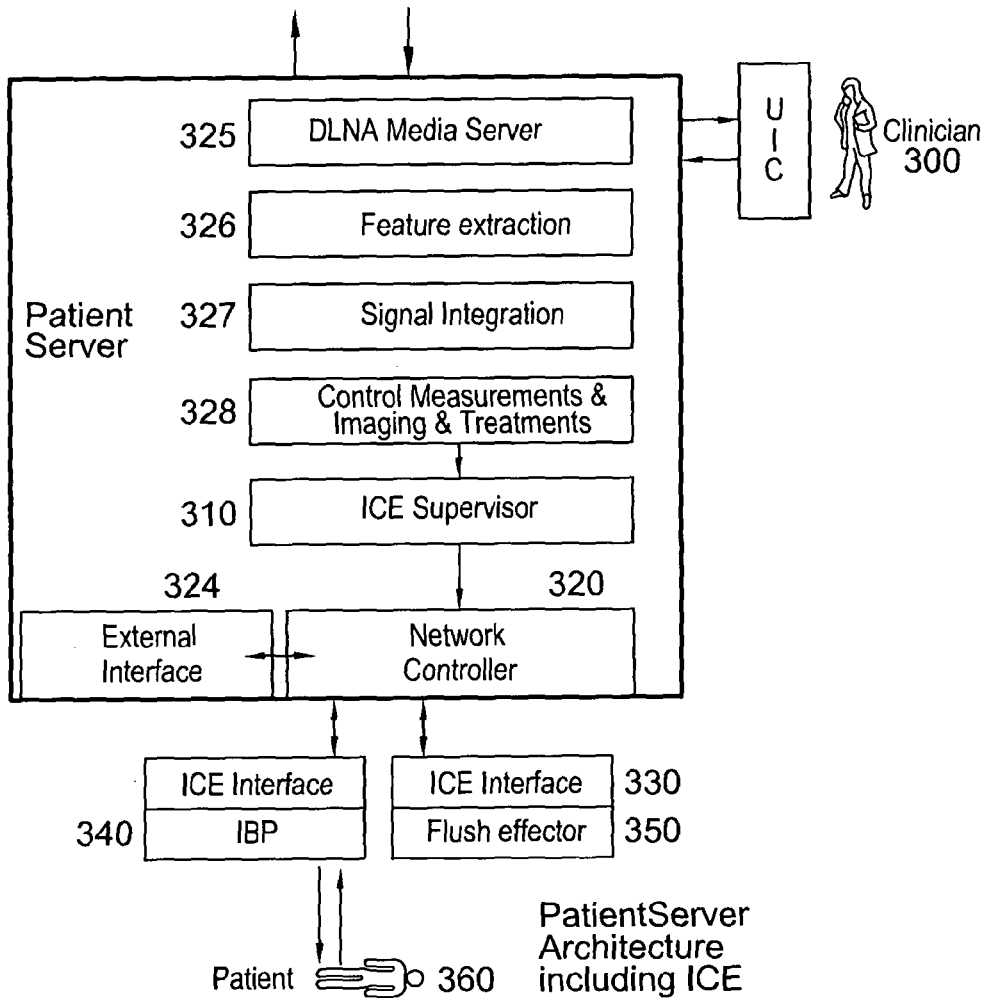 325
DLNA Media Server
U
I
C
Clinician
300
326
Feature extraction
Patient
Server
327
Signal Integration
328
Control Measurements &
Imaging & Treatments
310
ICE Supervisor
324
320
External
Interface
Network
Controller
ICE Interface
ICE Interface
330
340
IBP
Flush effector
350
Patient
360
PatientServer
Architecture
including ICE